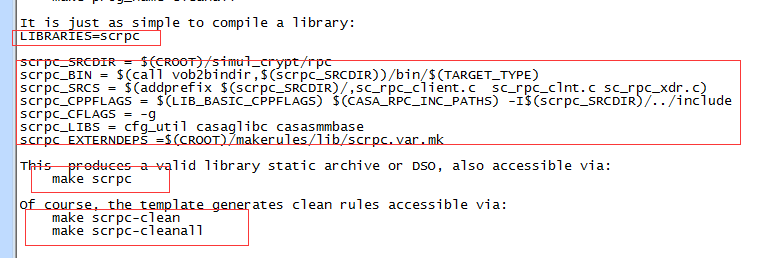 It is just as simple to compile a library:
LIBRARIES=scrpc
scrpc_SRCDIR = $(CROOT)/simul_crypt/rpc
scrpc_BIN = $(call vob2bindir,$(scrpc_SRCDIR))/bin/$(TARGET_TYPE)
scrpc_SRCS = $(addprefix $(scrpc_SRCDIR)/,sc_rpc_client.c  sc_rpc_clnt.c sc_rpc_xdr.c)
scrpc_CPPFLAGS = $(LIB_BASIC_CPPFLAGS) $(CASA_RPC_INC_PATHS) -I$(scrpc_SRCDIR)/../include
scrpc_CFLAGS = -g
scrpc_LIBS = cfg_util casaglibc casasmmbase
scrpc_EXTERNDEPS =$(CROOT)/makerules/lib/scrpc.var.mk
This  produces a valid library static archive or DSO, also accessible via:
make scrpc
Of course, the template generates clean rules accessible via:
make scrpc-clean
make scrpc-cleanall